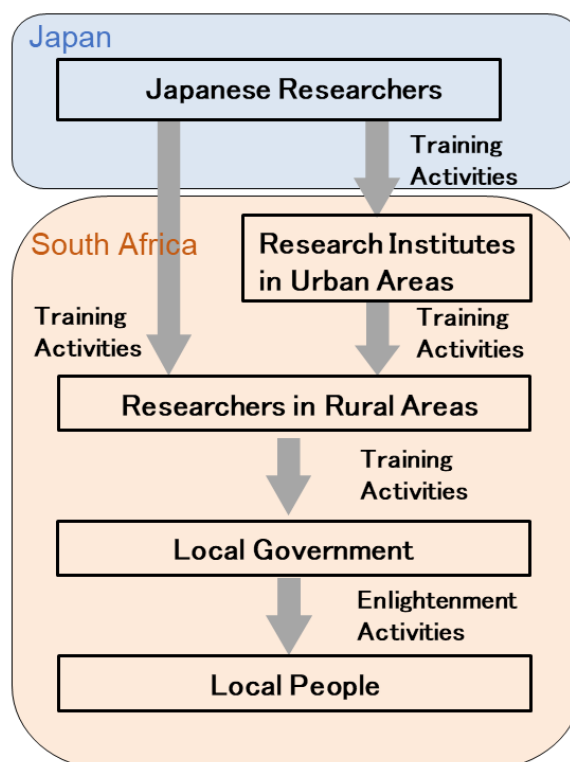 Japan
Japanese Researchers
Training
Activities
South Africa
Research Institutes
in Urban Areas
Training
Activities
Training
Activities
Researchers in Rural Areas
Training
Activities
Local Government
Enlightenment
Activities
Local People